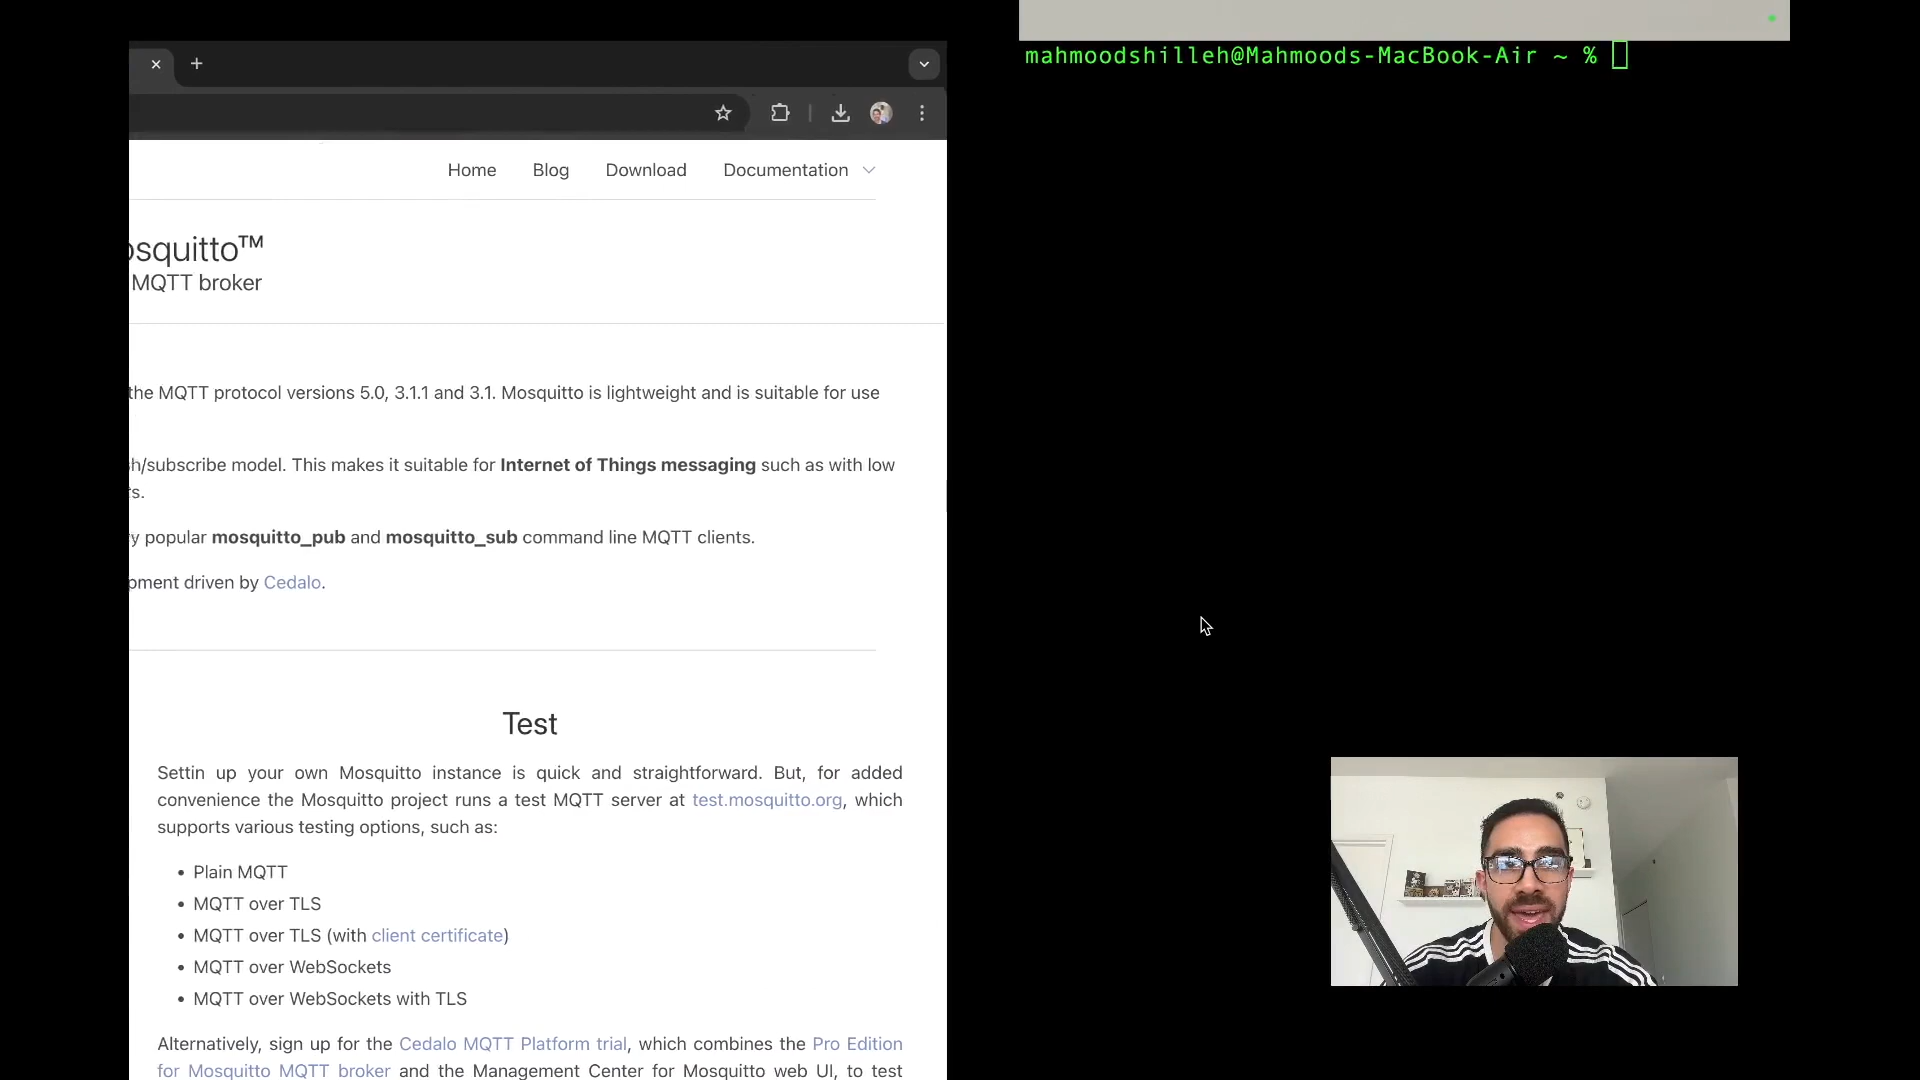 Home Blog Download Documentation
osquitto™
MQTT broker
the MQTT protocol versions 5.0, 3.1.1 and 3.1. Mosquitto is lightweight and is suitable for use
sh/subscribe model. This makes it suitable for Internet of Things messaging such as with low
rs.
y popular mosquitto_pub and mosquitto_sub command line MQTT clients.
pment driven by Cedalo.
Test
Settin up your own Mosquitto instance is quick and straightforward. But, for added
convenience the Mosquitto project runs a test MQTT server at test.mosquitto.org, which
supports various testing options, such as:
• Plain MQTT
• MQTT over TLS
• MQTT over TLS (with client certificate)
• MQTT over WebSockets
• MQTT over WebSockets with TLS
Alternatively, sign up for the Cedalo MQTT Platform trial, which combines the Pro Edition
for Mosquitto MQTT broker and the Management Center for Mosquitto web UI, to test
mahmoodshilleh@Mahmoods-MacBook-Air ~ %